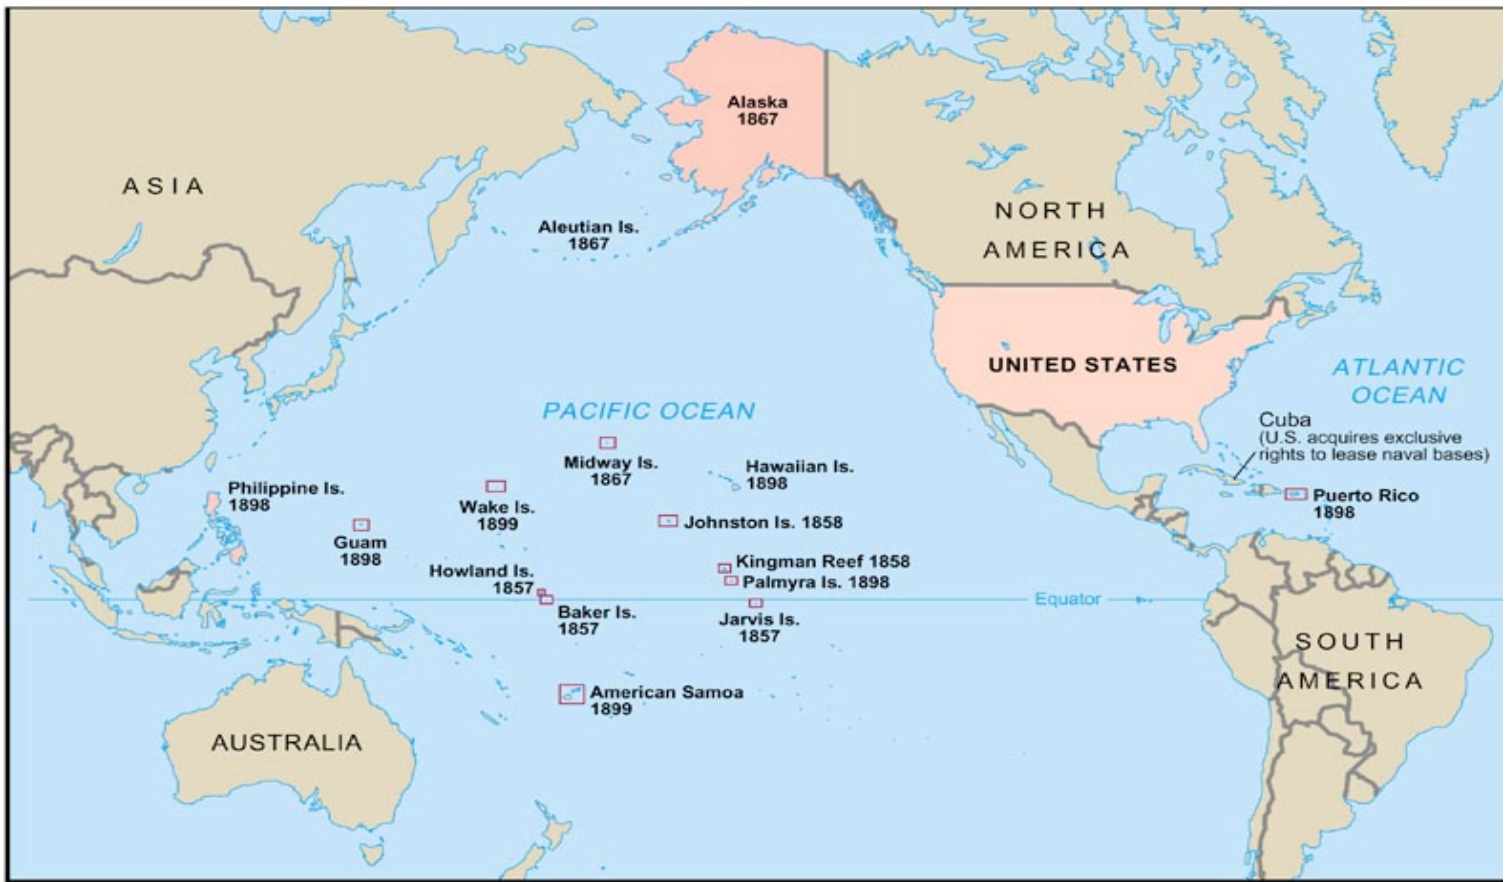 Alaska
1867
ASIA
NORTH
AMERICA
Aleutian Is.
1867
UNITED STATES
ATLANTIC
OCEAN
PACIFIC OCEAN
Cuba
(U.S. acquires exclusive
rights to lease naval bases)
Midway Is.
1867
Hawaiian Is.
1898
Philippine Is.
1898
Wake Is.
1899
Puerto Rico
1898
Johnston Is. 1858
Guam
1898
Kingman Reef 1858
Howland Is.
1857
Palmyra Is. 1898
Equator
Baker Is.
1857
Jarvis Is.
1857
SOUTH
AMERICA
American Samoa
1899
AUSTRALIA